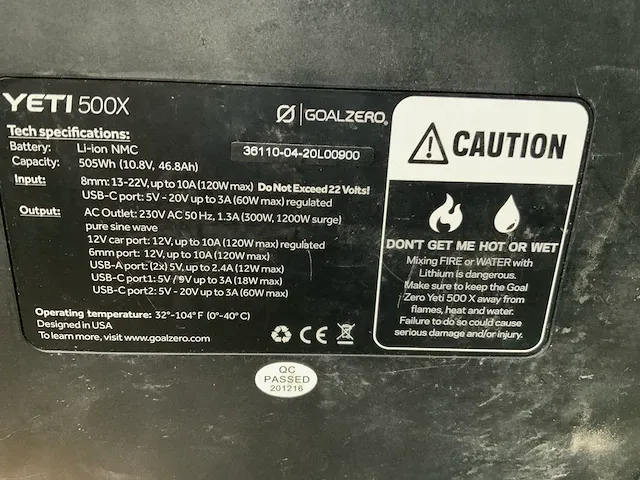 YETI 500X
GOALZERO®
Tech specifications:
Battery: Li-ion NMC
Capacity: 505Wh (10.8V, 46.8Ah)
36110-04-20L00900
Input: 8mm: 13-22V, up to 10A (120W max) Do Not Exceed 22 Volts!
USB-C port: 5V - 20V up to 3A (60W max) regulated
Output: AC Outlet: 230V AC 50 Hz, 1.3A (300W, 1200W surge)
pure sine wave
12V car port: 12V, up to 10A (120W max) regulated
6mm port: 12V, up to 10A (120W max)
USB-A port: (2x) 5V, up to 2.4A (12W max)
USB-C port1: 5V / 9V up to 3A (18W max)
USB-C port2: 5V - 20V up to 3A (60W max)
Operating temperature: 32°-104° F (0°-40° C)
Designed in USA
To learn more, visit www.goalzero.com
CE
CAUTION
DON'T GET ME HOT OR WET
Mixing FIRE or WATER with
Lithium is dangerous.
Make sure to keep the Goal
Zero Yeti 500 X away from
flames, heat and water.
Failure to do so could cause
serious damage and/or injury.
QC
PASSED
201216